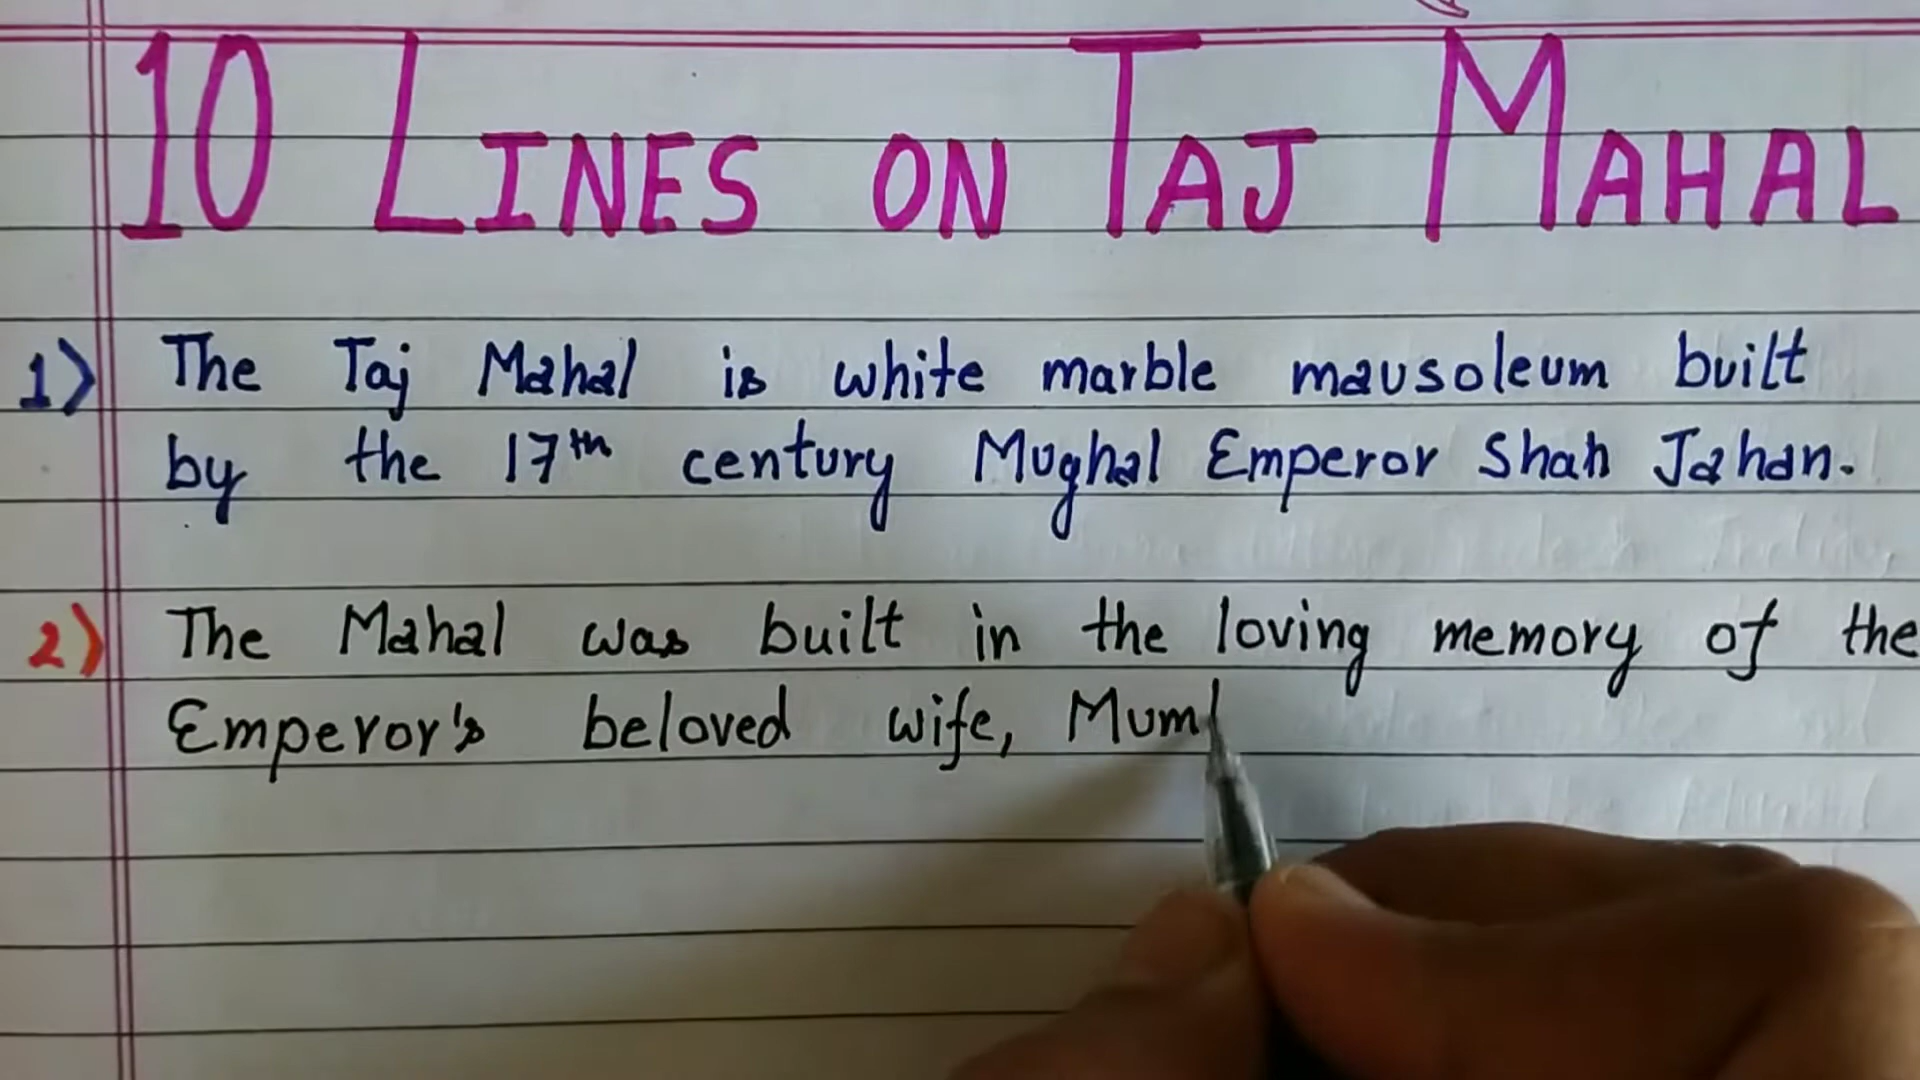 10 LINES ON TAJ MAHAL
1) The Taj Mahal is white marble mausoleum built
by the 17th century Mughal Emperor Shah Jahan.
2) The Mahal was built in the loving memory of the
Emperor's beloved wife, Mum